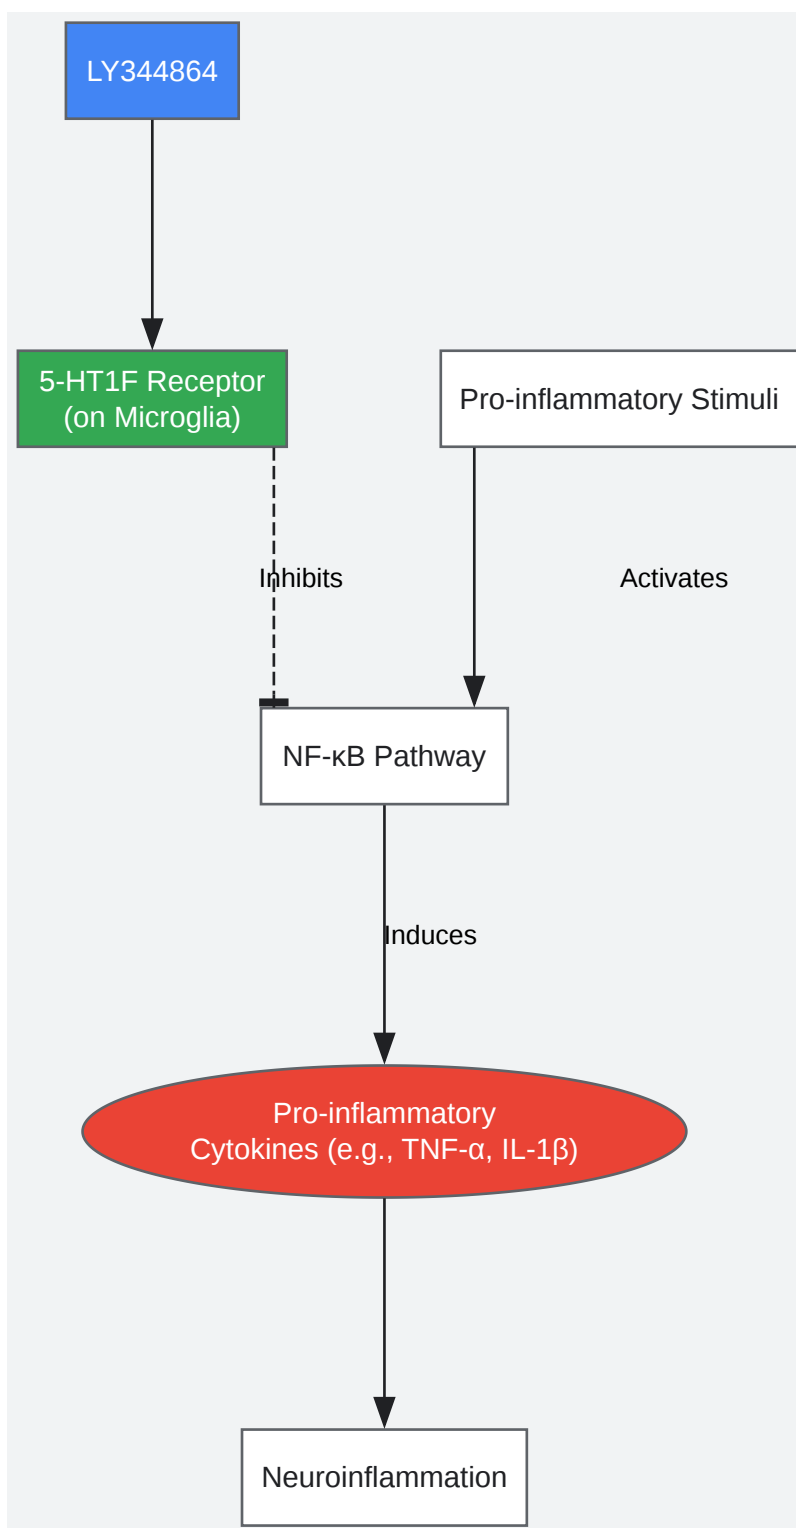 LY344864
5-HT1F Receptor
(on Microglia)
Pro-inflammatory Stimuli
Inhibits
Activates
NF-κB Pathway
Induces
Pro-inflammatory
Cytokines (e.g., TNF-α, IL-1β)
Neuroinflammation